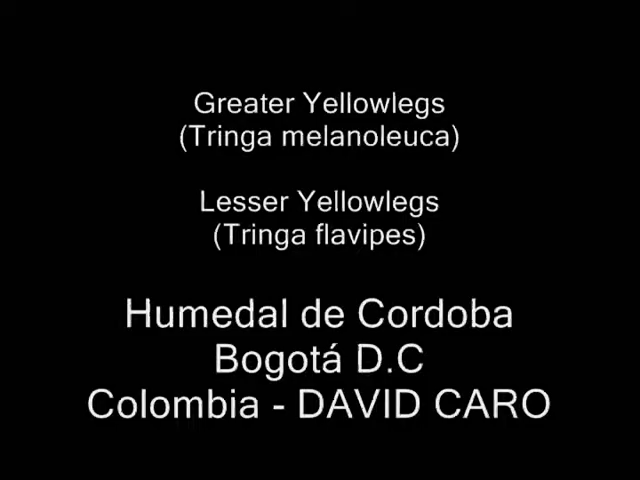 Greater Yellowlegs
(Tringa melanoleuca)
Lesser Yellowlegs
(Tringa flavipes)
Humedal de Cordoba
Bogotá D.C
Colombia - DAVID CARO